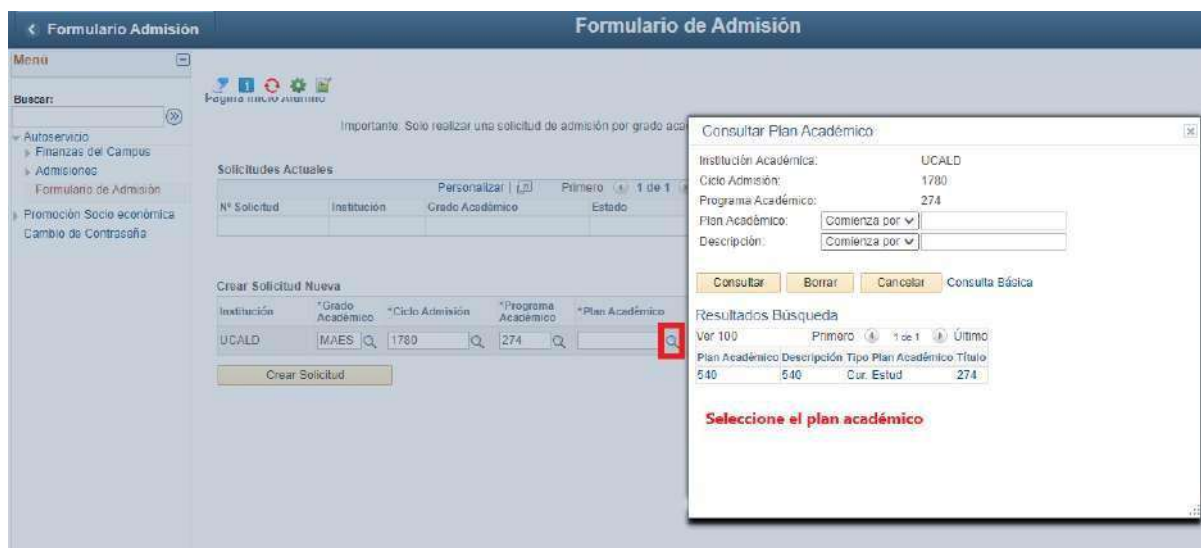 Formulario Admisión
Formulario de Admisión
Menú
Buscar:
Autoservicio
Finanzas del Campus
Admisiones
Formulario de Admisión
Promoción Socio económica
Cambio de Contraseña
Página Inicio Alumno
Importante: Solo realizar una solicitud de admisión por grado aca
Solicitudes Actuales
Personalizar | Primero 1 de 1
Nº Solicitud Institución Grado Académico Estado
Crear Solicitud Nueva
Institución *Grado Académico *Ciclo Admisión *Programa Académico *Plan Académico
UCALD MAES 1780 274
Crear Solicitud
Consultar Plan Académico
Institución Académica: UCALD
Ciclo Admisión: 1780
Programa Académico: 274
Plan Académico: Comienza por
Descripción: Comienza por
Consultar Borrar Cancelar Consulta Básica
Resultados Búsqueda
Ver 100 Primero 1 de 1 Último
Plan Académico Descripción Tipo Plan Académico Título
540 540 Cur. Estud 274
Seleccione el plan académico